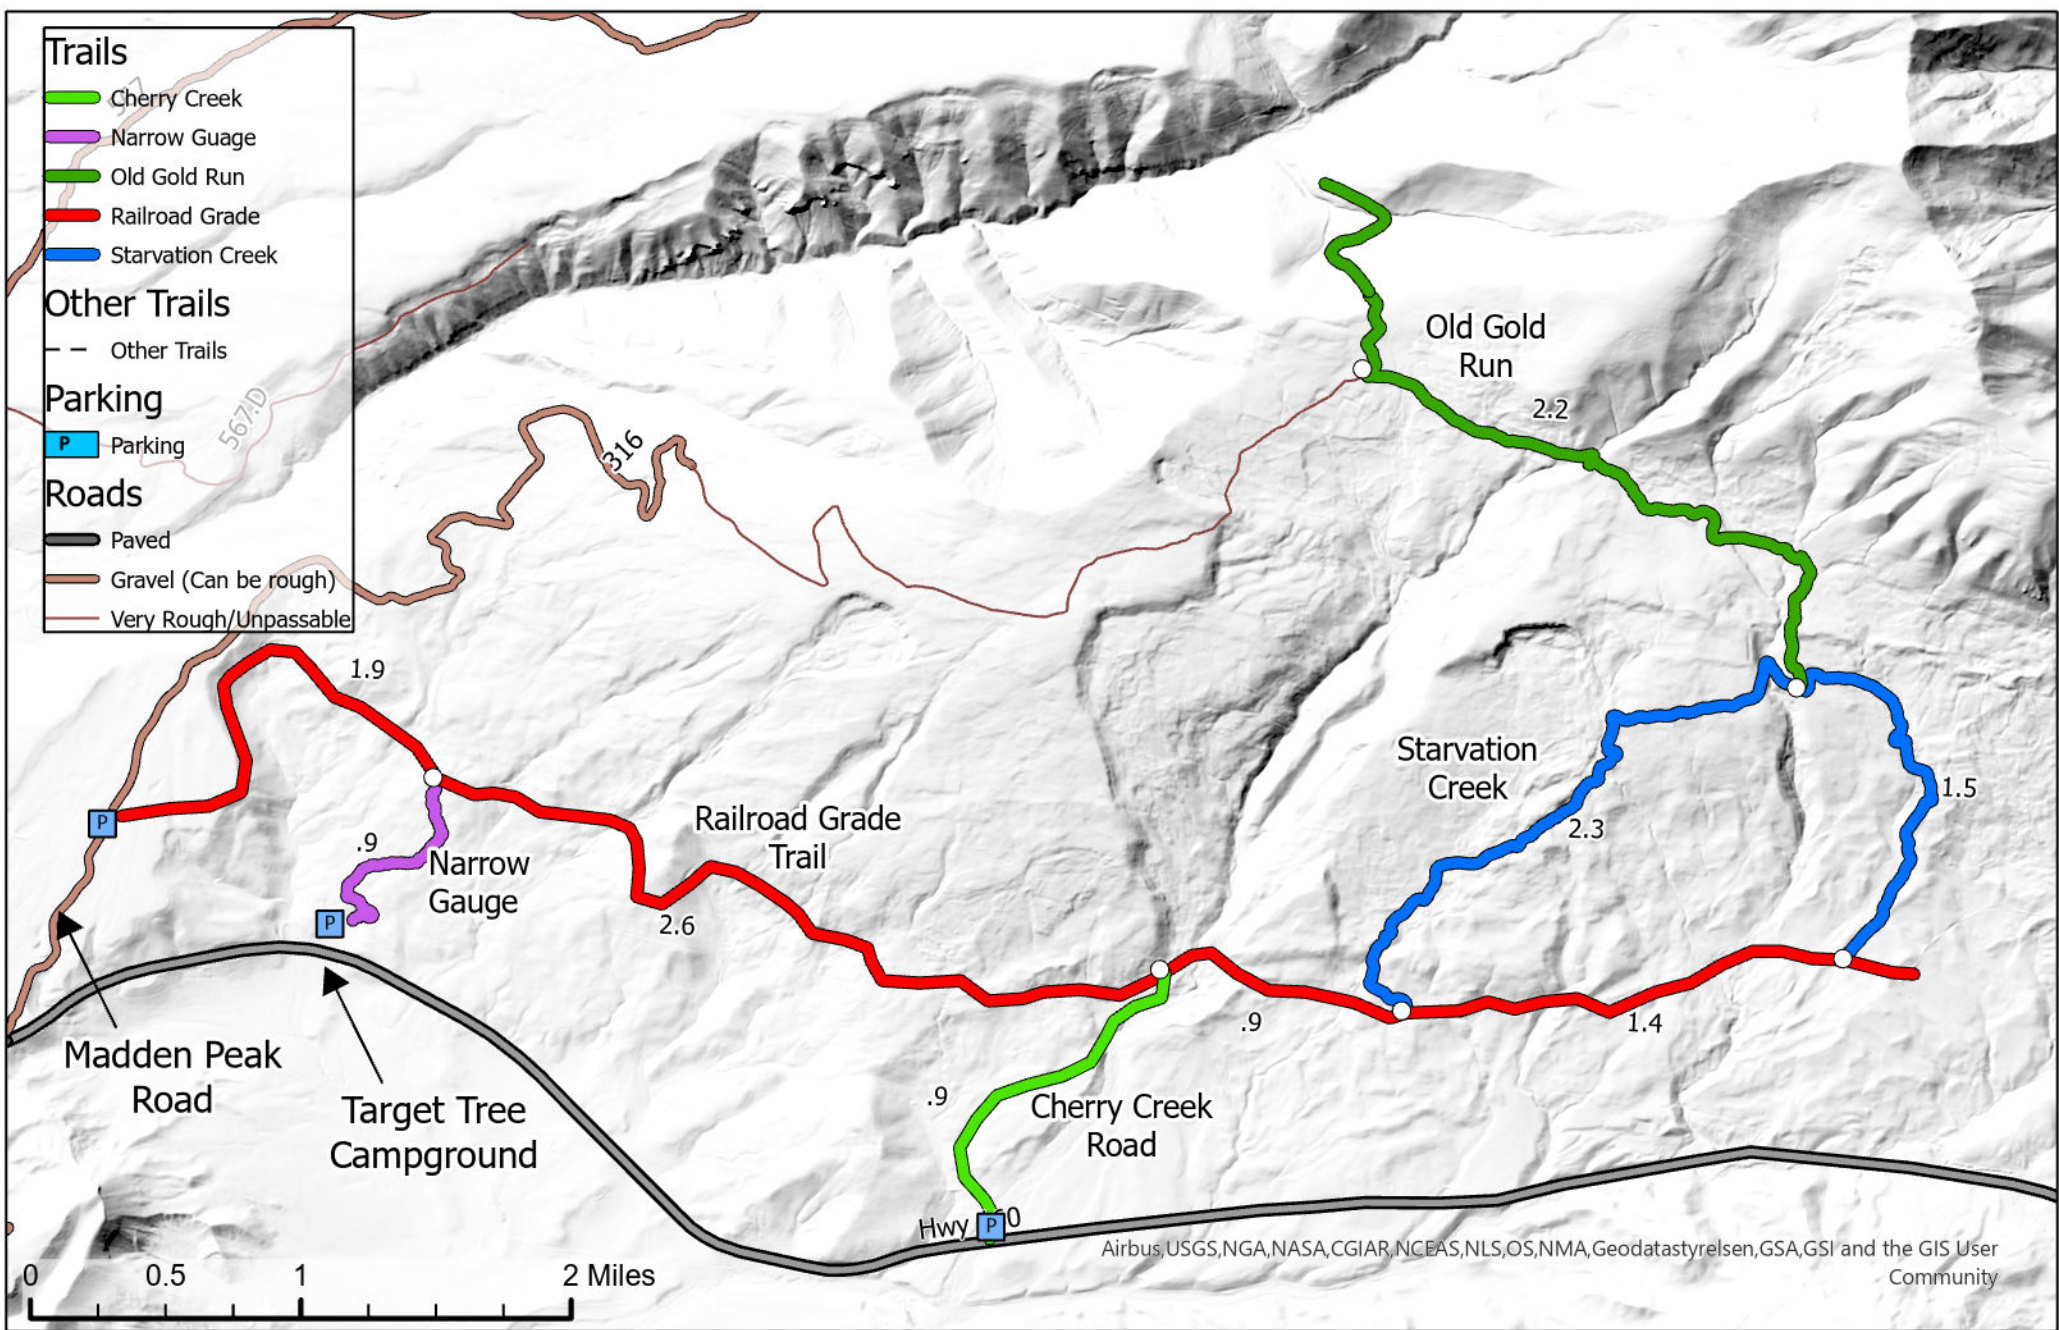 Trails
Cherry Creek
Narrow Guage
Old Gold Run
Railroad Grade
Starvation Creek
Other Trails
Other Trails
Parking
P
Parking
Roads
Paved
Gravel (Can be rough)
Very Rough/Unpassable
567.D
316
Old Gold
Run
2.2
1.9
Starvation
Creek
1.5
2.3
P
.9
Narrow
Gauge
Railroad Grade
Trail
2.6
P
.9
1.4
Madden Peak
Road
Target Tree
Campground
.9
Cherry Creek
Road
Hwy
P
0
0.5
1
2 Miles
Airbus,USGS,NGA,NASA,CGIAR,NCEAS,NLS,OS,NMA,Geodatastyrelsen,GSA,GSI and the GIS User
Community